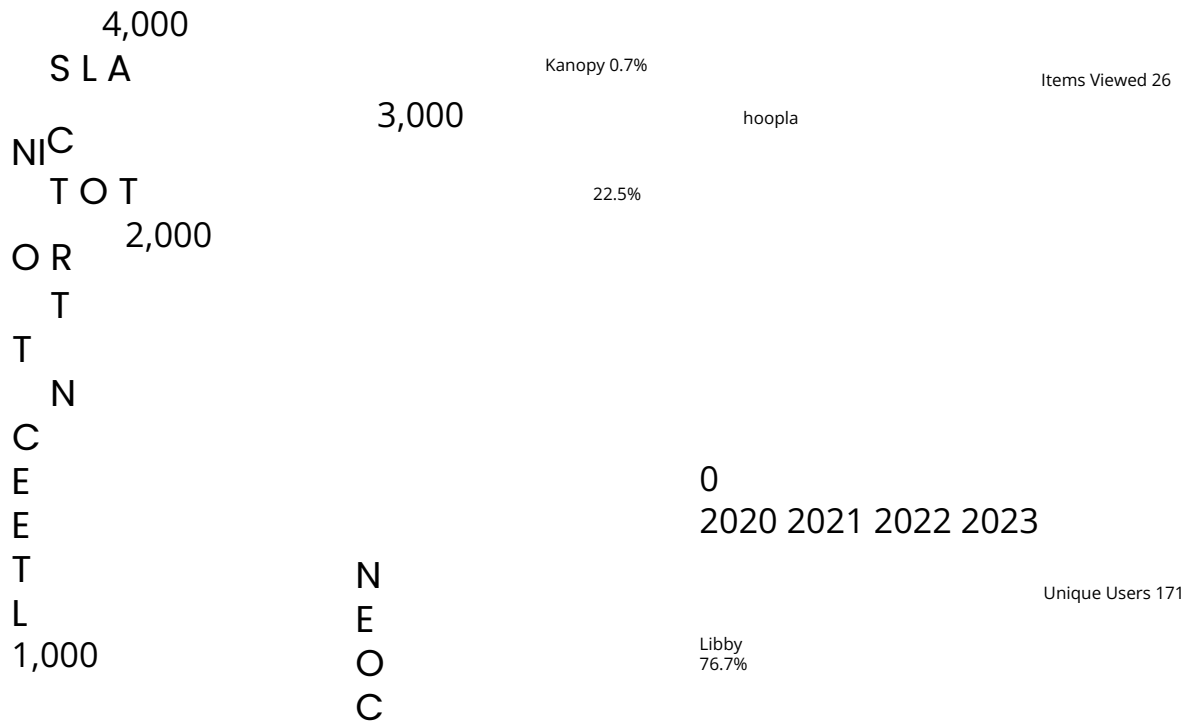 4,000
S L A
Kanopy 0.7%
Items Viewed 26
3,000
hoopla
NI
C
T O T
22.5%
2,000
O R
T
T
N
C
E
0
2020 2021 2022 2023
E
T
N
Unique Users 171
L
E
Libby
76.7%
1,000
O
C